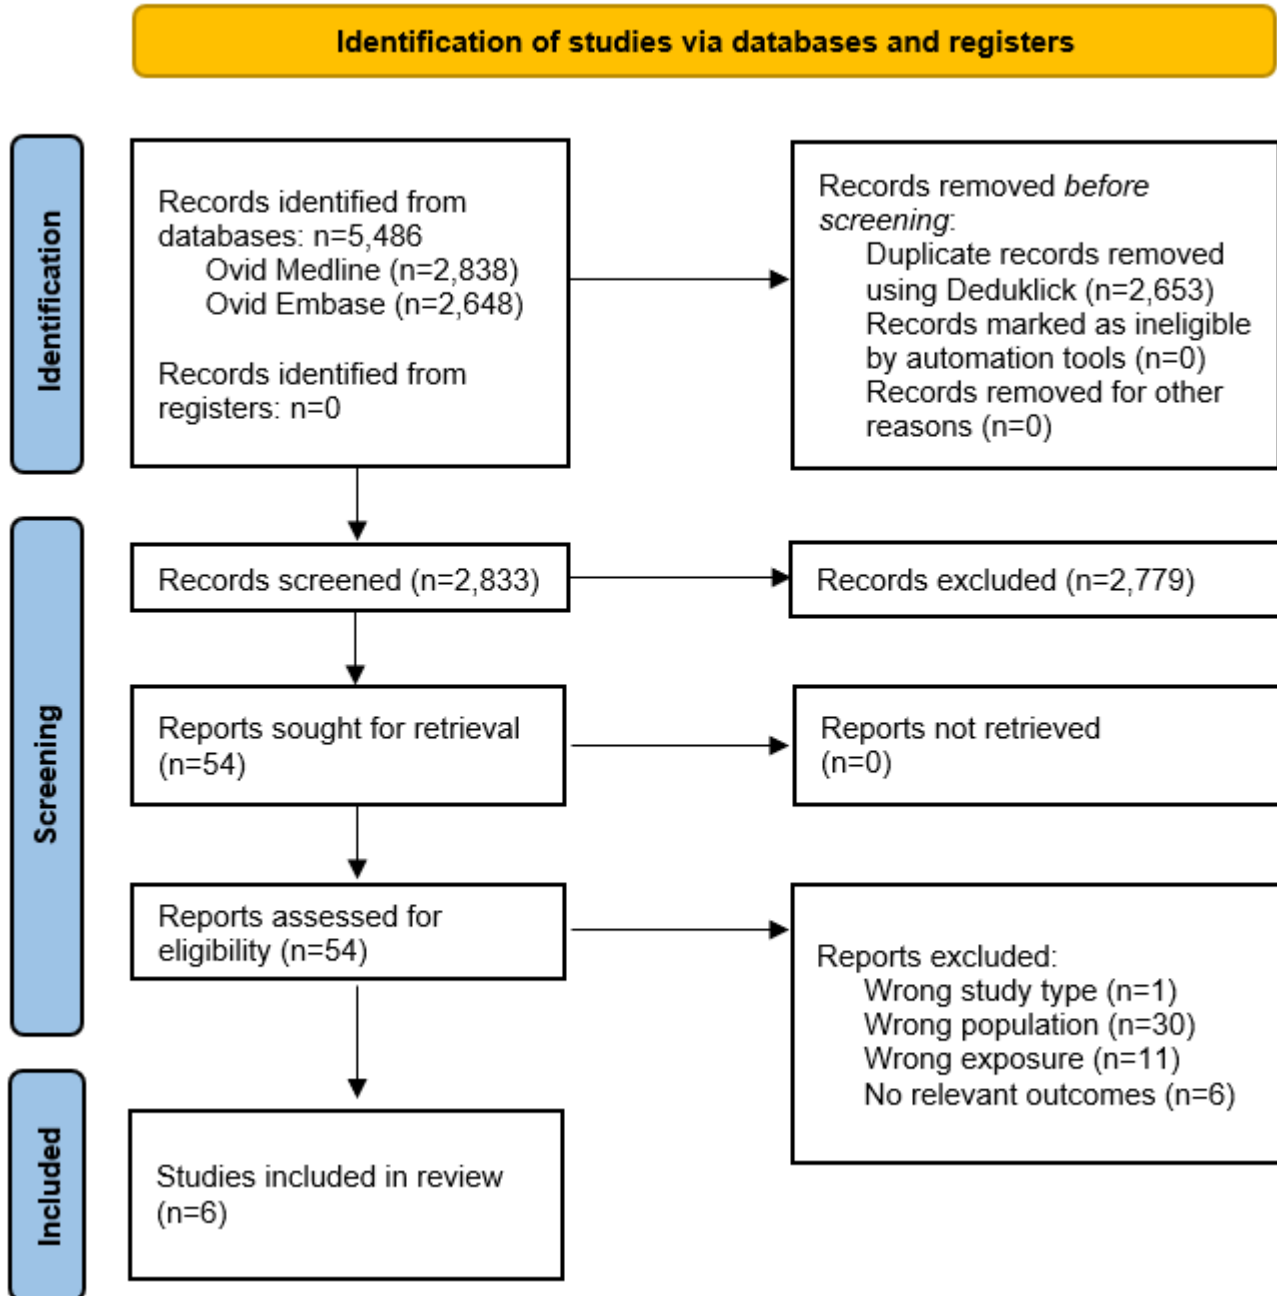 Identification of studies via databases and registers
Identification
Records identified from
databases: n=5,486
Ovid Medline (n=2,838)
Ovid Embase (n=2,648)
Records identified from
registers: n=0
Records removed before
screening:
Duplicate records removed
using Deduklick (n=2,653)
Records marked as ineligible
by automation tools (n=0)
Records removed for other
reasons (n=0)
Screening
Records screened (n=2,833)
Records excluded (n=2,779)
Reports sought for retrieval
(n=54)
Reports not retrieved
(n=0)
Reports assessed for
eligibility (n=54)
Reports excluded:
Wrong study type (n=1)
Wrong population (n=30)
Wrong exposure (n=11)
No relevant outcomes (n=6)
Included
Studies included in review
(n=6)